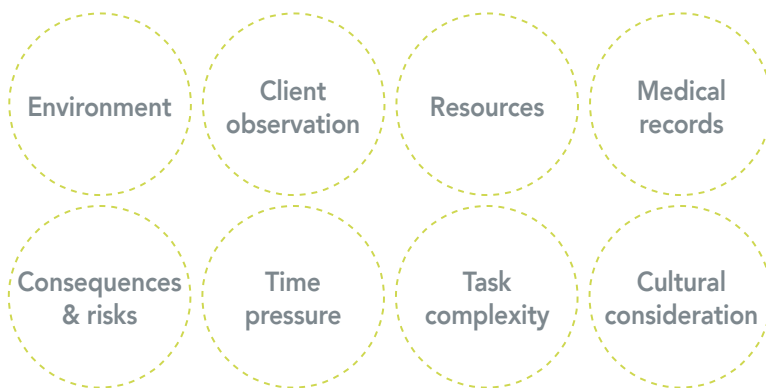 Environment
Client
observation
Resources
Medical
records
Consequences
& risks
Time
pressure
Task
complexity
Cultural
consideration